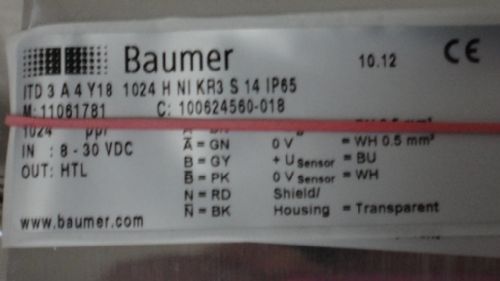 Baumer
10.12
CE
ITD 3 A 4 Y18 1024 H NI KR3 S 14 IP65
M: 11061781 C: 100624560-018
1024 ppr
A̅ = GN 0 V = WH 0.5 mm²
IN : 8 - 30 VDC B = GY + U Sensor = BU
OUT: HTL B̅ = PK 0 V Sensor = WH
N = RD Shield/
www.baumer.com N̅ = BK Housing = Transparent